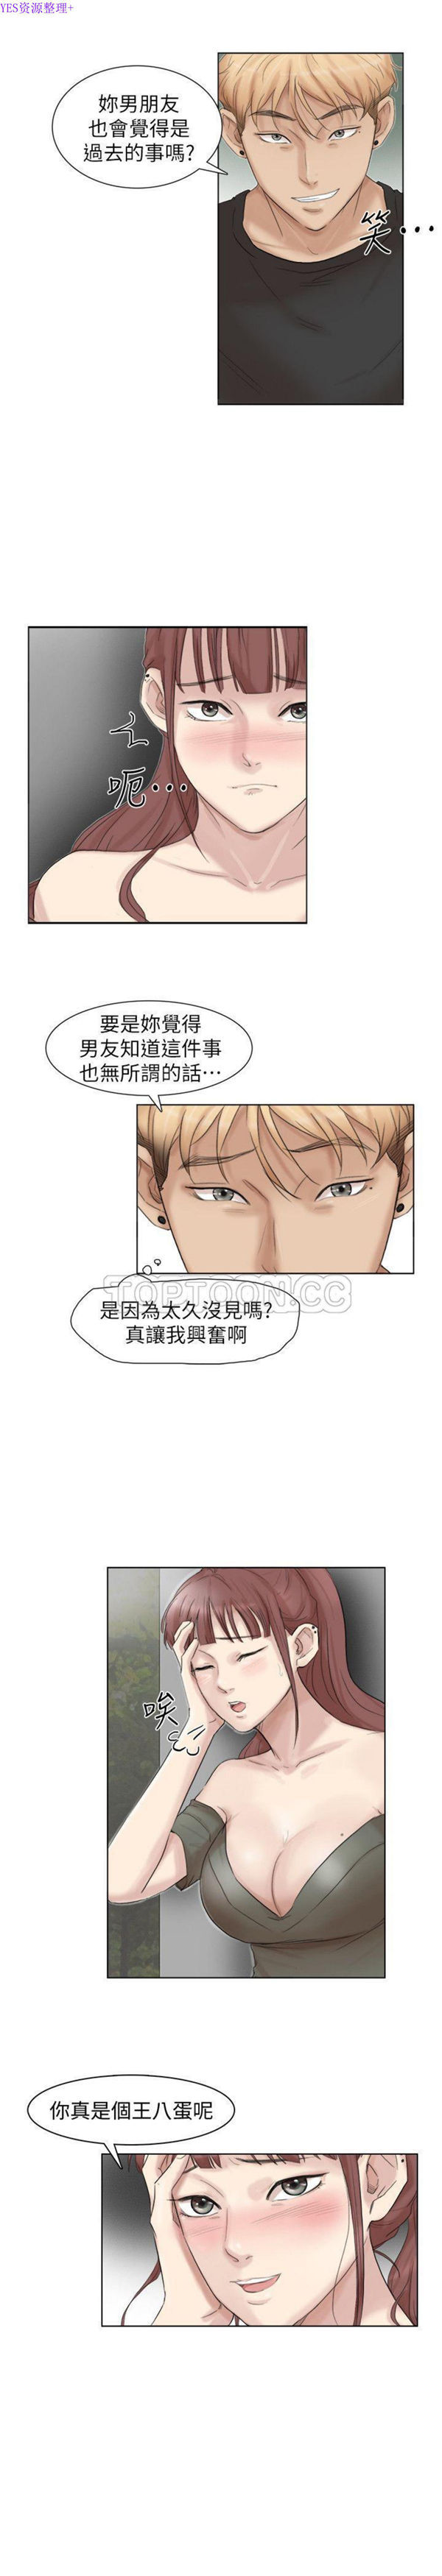 YES资源整理+
妳男朋友
也會覺得是
過去的事嗎?
笑…
呃…
要是妳覺得
男友知道這件事
也無所謂的話…
TOPTOON.CC
是因為太久沒見嗎?
真讓我興奮啊
唉
你真是個王八蛋呢